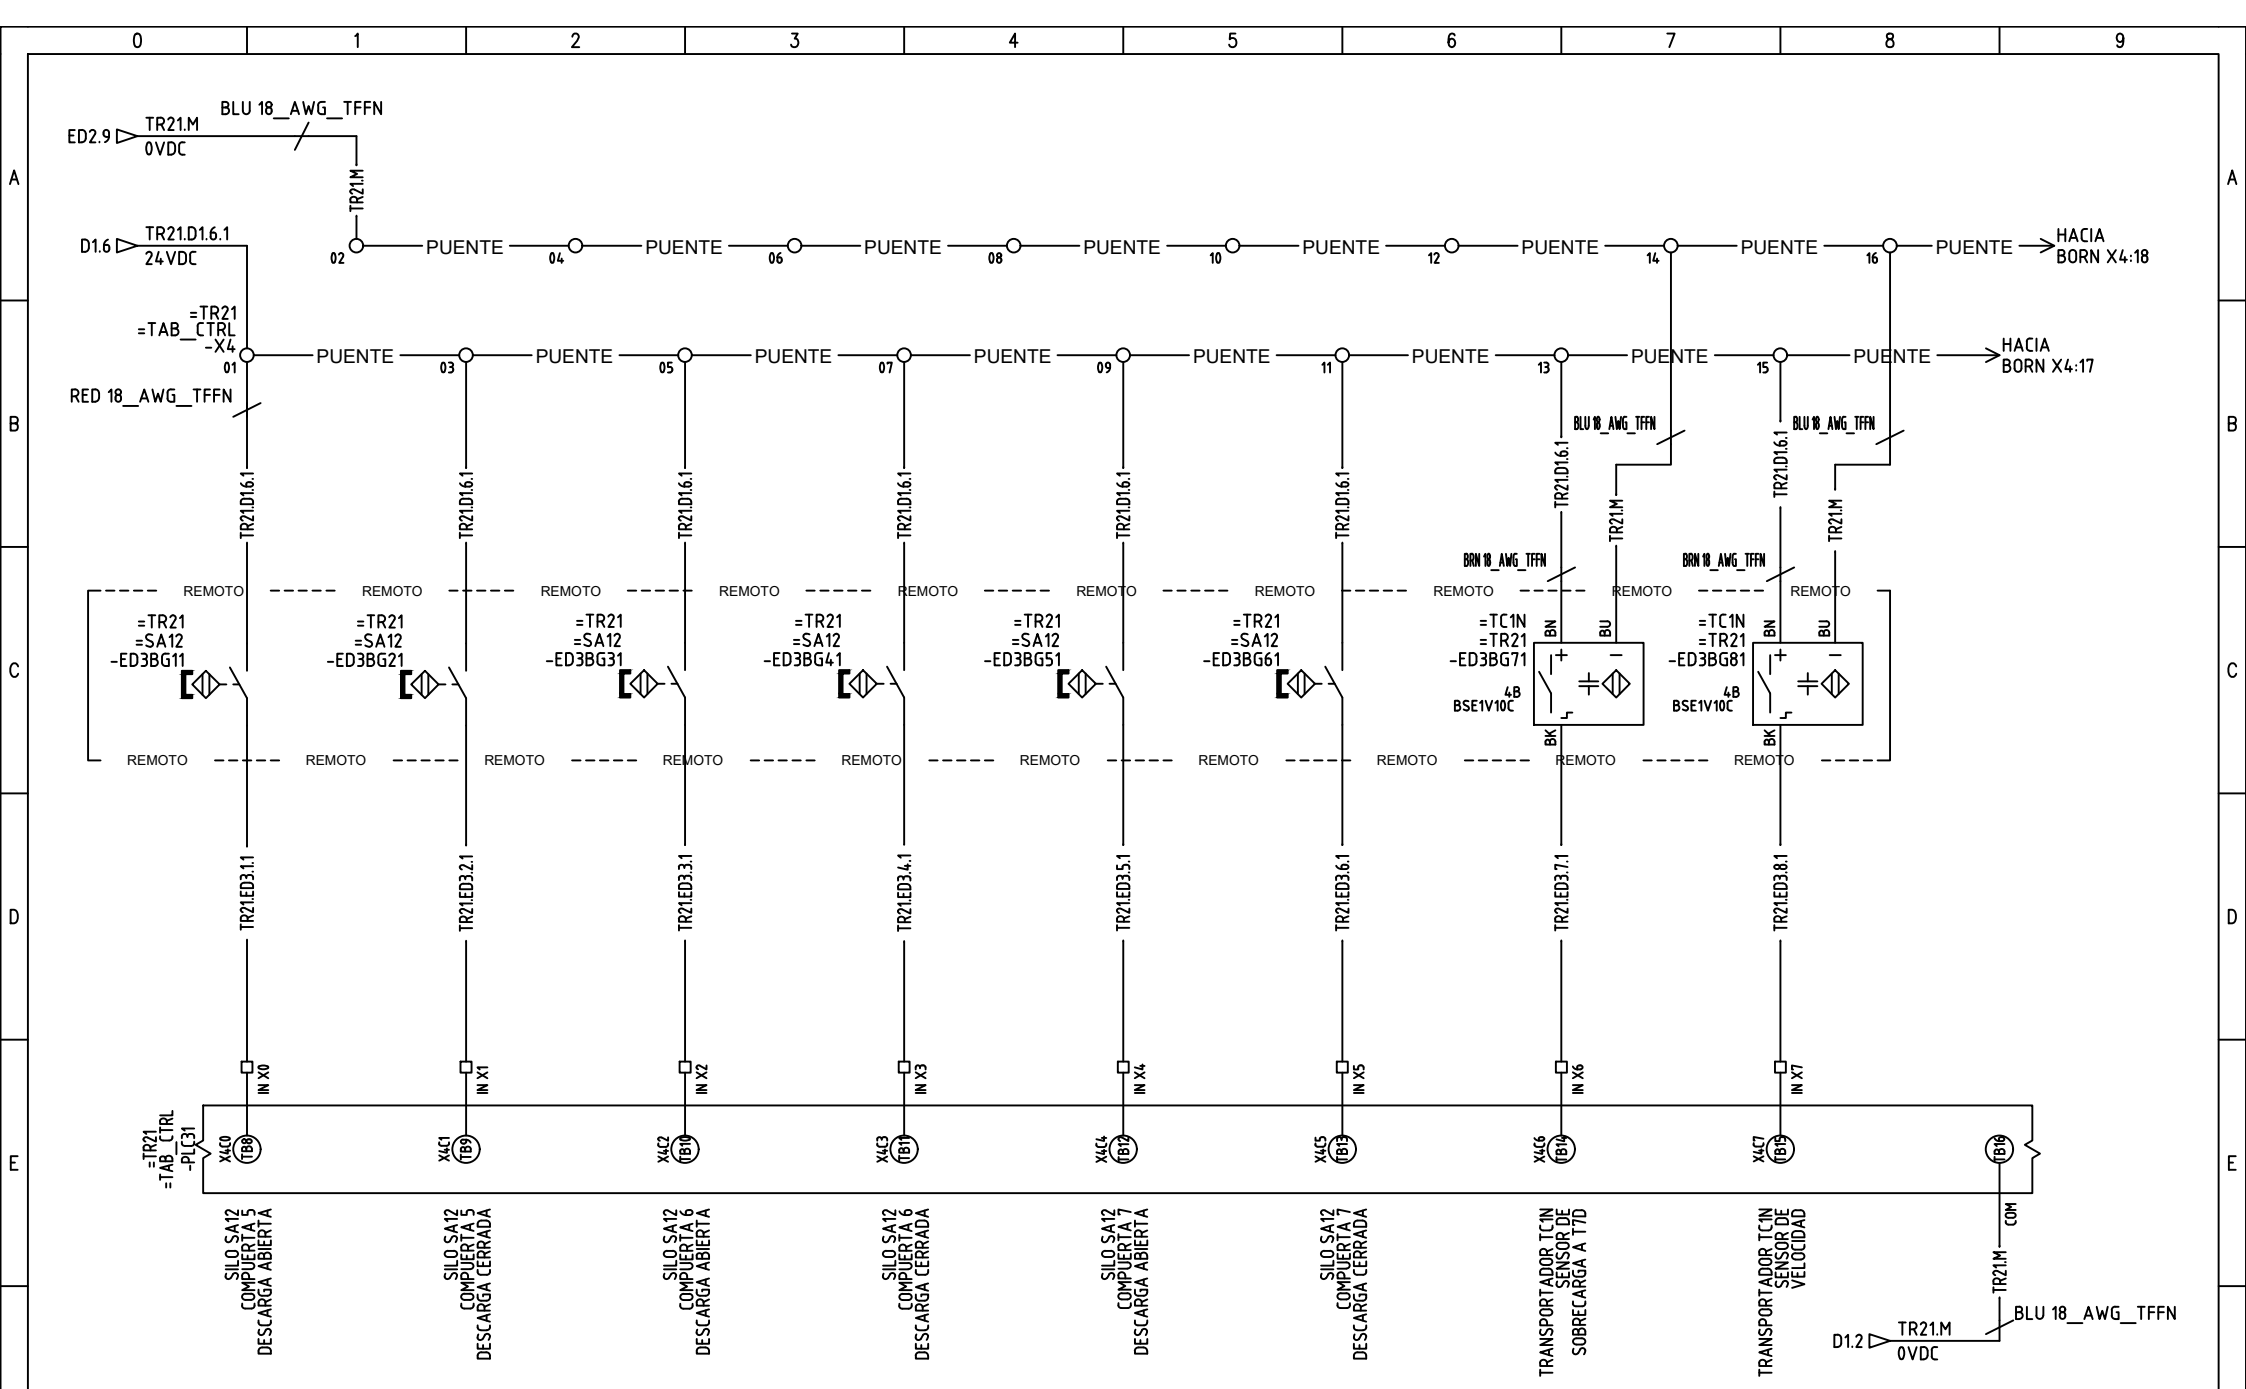 0 1 2 3 4 5 6 7 8 9
BLU 18_AWG_TFFN
ED2.9 TR21.M
0VDC
A A
TR21.M
D1.6 TR21.D1.6.1
24VDC
PUENTE PUENTE PUENTE PUENTE PUENTE PUENTE PUENTE PUENTE
02 04 06 08 10 12 14 16
HACIA
BORN X4:18
=TR21
=TAB_CTRL
-X4
PUENTE PUENTE PUENTE PUENTE PUENTE PUENTE PUENTE PUENTE
01 03 05 07 09 11 13 15
HACIA
BORN X4:17
RED 18_AWG_TFFN
B B
BLU 18_AWG_TFFN BLU 18_AWG_TFFN
TR21.D1.6.1 TR21.D1.6.1 TR21.D1.6.1 TR21.D1.6.1 TR21.D1.6.1 TR21.D1.6.1 TR21.D1.6.1 TR21.M TR21.D1.6.1 TR21.M
BRN 18_AWG_TFFN BRN 18_AWG_TFFN
REMOTO REMOTO REMOTO REMOTO REMOTO REMOTO REMOTO REMOTO REMOTO REMOTO
=TR21 =TR21 =TR21 =TR21 =TR21 =TR21 =TC1N =TC1N
=SA12 =SA12 =SA12 =SA12 =SA12 =SA12 =TR21 =TR21
-ED3BG11 -ED3BG21 -ED3BG31 -ED3BG41 -ED3BG51 -ED3BG61 -ED3BG71 -ED3BG81
BN BU BN BU
+ − + −
C C
4B 4B
BSE1V10C BSE1V10C
BK BK
REMOTO REMOTO REMOTO REMOTO REMOTO REMOTO REMOTO REMOTO REMOTO REMOTO
TR21.ED3.1.1 TR21.ED3.2.1 TR21.ED3.3.1 TR21.ED3.4.1 TR21.ED3.5.1 TR21.ED3.6.1 TR21.ED3.7.1 TR21.ED3.8.1
D D
IN X0 IN X1 IN X2 IN X3 IN X4 IN X5 IN X6 IN X7
=TR21
=TAB_CTRL
-PLC31
X4C0 X4C1 X4C2 X4C3 X4C4 X4C5 X4C6 X4C7
TB8 TB9 TB10 TB11 TB12 TB13 TB14 TB15 TB16
E E
SILO SA12
COMPUERTA 5
DESCARGA ABIERTA
SILO SA12
COMPUERTA 5
DESCARGA CERRADA
SILO SA12
COMPUERTA 6
DESCARGA ABIERTA
SILO SA12
COMPUERTA 6
DESCARGA CERRADA
SILO SA12
COMPUERTA 7
DESCARGA ABIERTA
SILO SA12
COMPUERTA 7
DESCARGA CERRADA
TRANSPORTADOR TC1N
SENSOR DE
SOBRECARGA A T7D
TRANSPORTADOR TC1N
SENSOR DE
VELOCIDAD
COM
TR21.M
BLU 18_AWG_TFFN
D1.2 TR21.M
0VDC